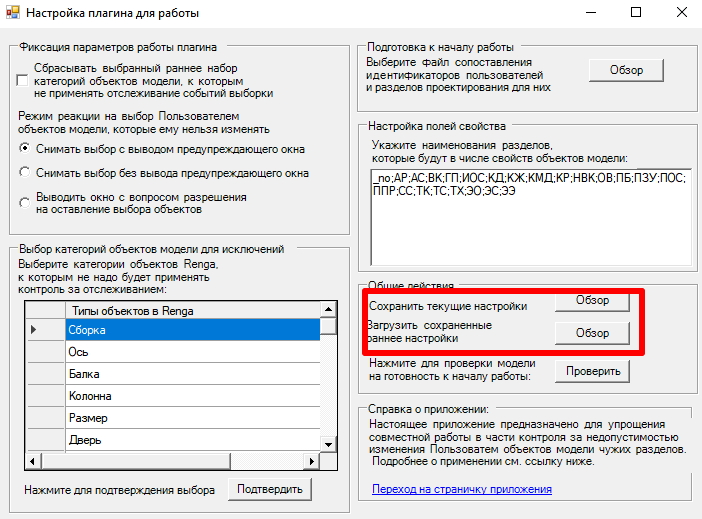 Настройка плагина для работы
Фиксация параметров работы плагина
Сбрасывать выбранный раннее набор
категорий объектов модели, к которым
не применять отслеживание событий выборки
Режим реакции на выбор Пользователем
объектов модели, которые ему нельзя изменять
Снимать выбор с выводом предупреждающего окна
Снимать выбор без вывода предупреждающего окна
Выводить окно с вопросом разрешения
на оставление выбора объектов
Выбор категорий объектов модели для исключений
Выберите категории объектов Renga,
к которым не надо будет применять
контроль за отслеживанием:
Типы объектов в Renga
Сборка
Ось
Балка
Колонна
Размер
Дверь
Нажмите для подтверждения выбора
Подтвердить
Подготовка к началу работы
Выберите файл сопоставления
идентификаторов пользователей
и разделов проектирования для них
Обзор
Настройка полей свойства
Укажите наименования разделов,
которые будут в числе свойств объектов модели:
_no;АР;АС;ВК;ГП;ИОС;КД;КЖ;КМД;КР;НВК;ОВ;ПБ;ПЗУ;ПОС;
ППР;СС;ТК;ТС;ТХ;ЭО;ЭС;ЭЭ
Общие действия
Сохранить текущие настройки
Обзор
Загрузить сохраненные
раннее настройки
Обзор
Нажмите для проверки модели
на готовность к началу работы:
Проверить
Справка о приложении:
Настоящее приложение предназначено для упрощения
совместной работы в части контроля за недопустимостью
изменения Пользоватем объектов модели чужих разделов.
Подробнее о применении см. ссылку ниже.
Переход на страничку приложения